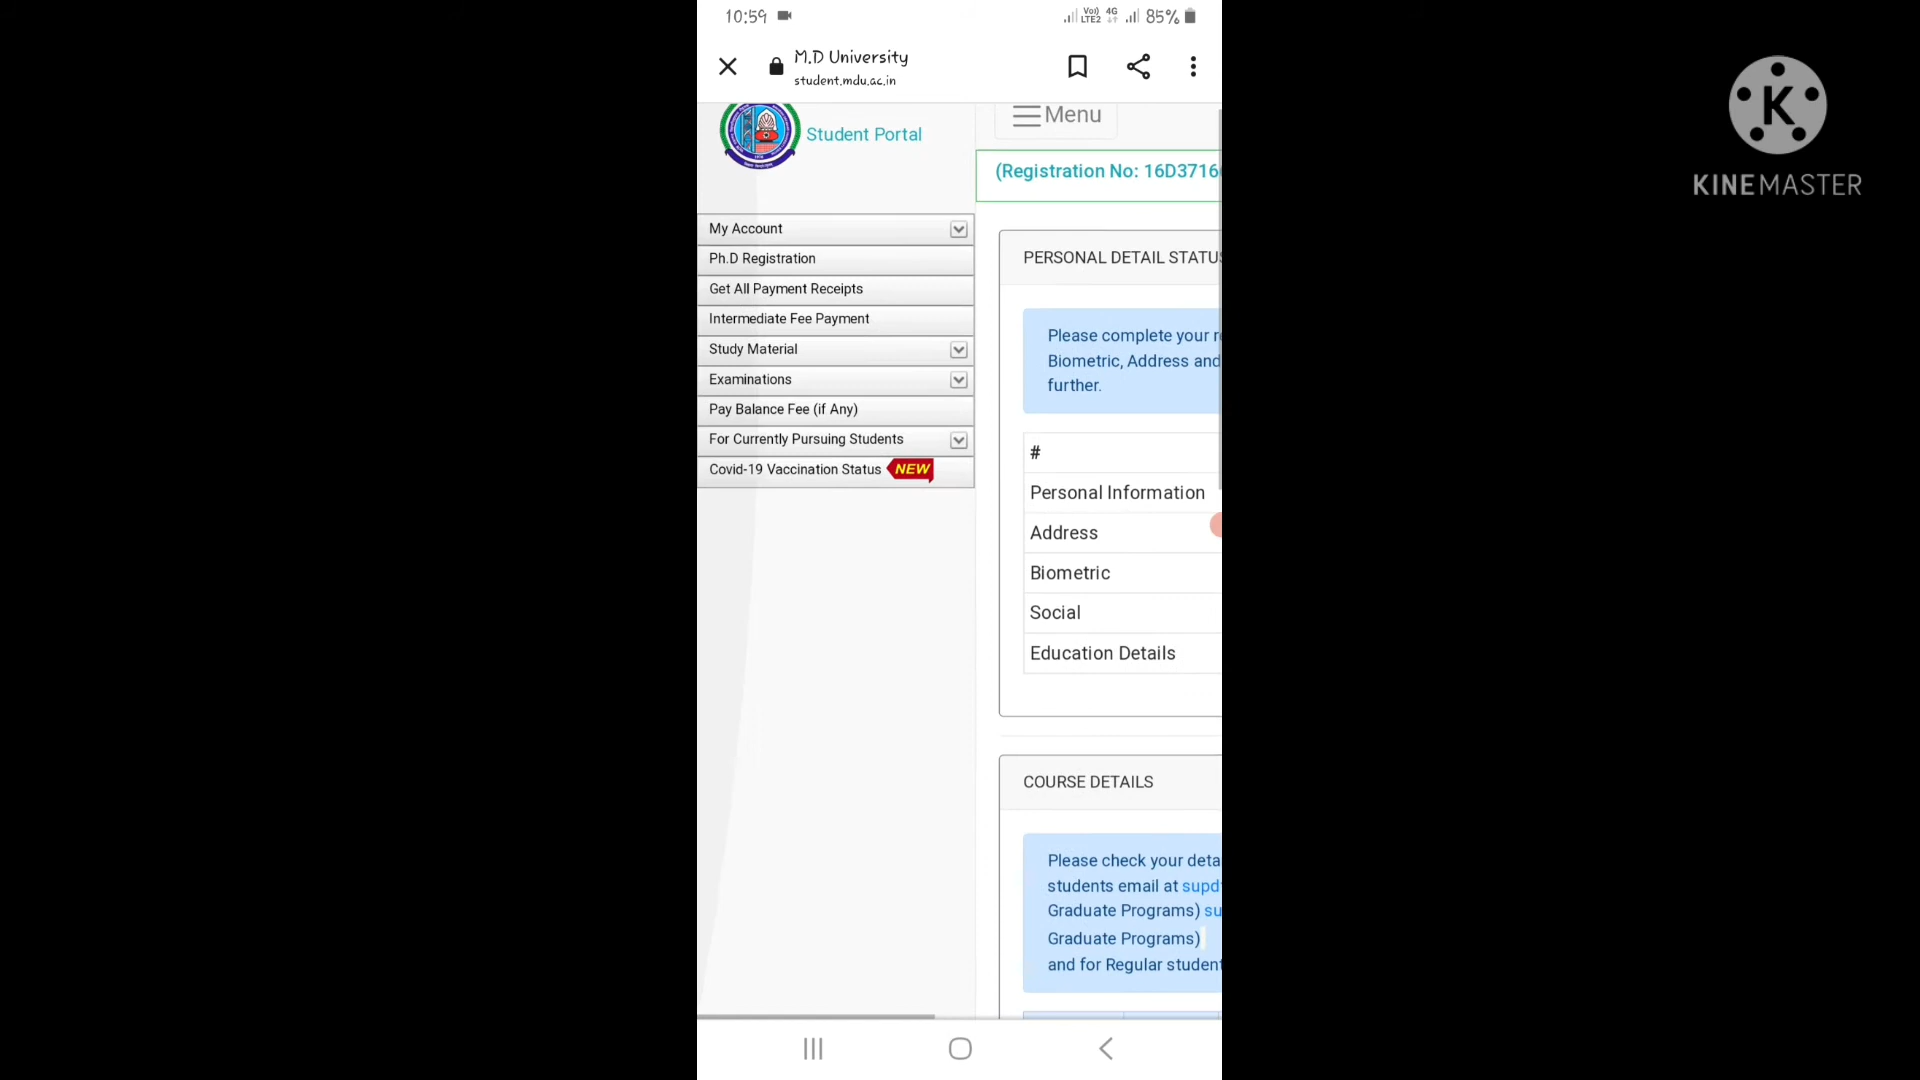 10:59
Vo)) 4G
LTE2
85%
M.D University
student.mdu.ac.in
K
KINEMASTER
Student Portal
Menu
(Registration No: 16D3716
My Account
Ph.D Registration
Get All Payment Receipts
Intermediate Fee Payment
Study Material
Examinations
Pay Balance Fee (if Any)
For Currently Pursuing Students
Covid-19 Vaccination Status NEW
PERSONAL DETAIL STATUS
Please complete your r
Biometric, Address and
further.
#
Personal Information
Address
Biometric
Social
Education Details
COURSE DETAILS
Please check your deta
students email at supd
Graduate Programs) su
Graduate Programs)
and for Regular student